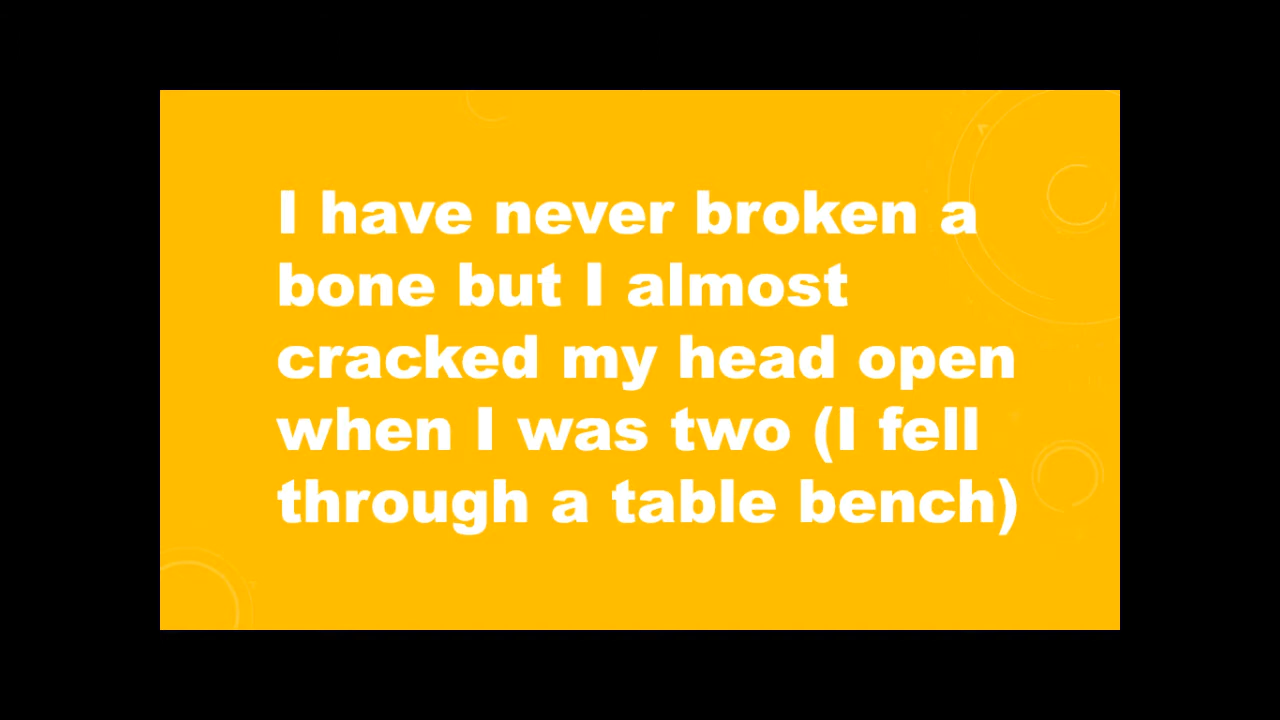 I have never broken a
bone but I almost
cracked my head open
when I was two (I fell
through a table bench)